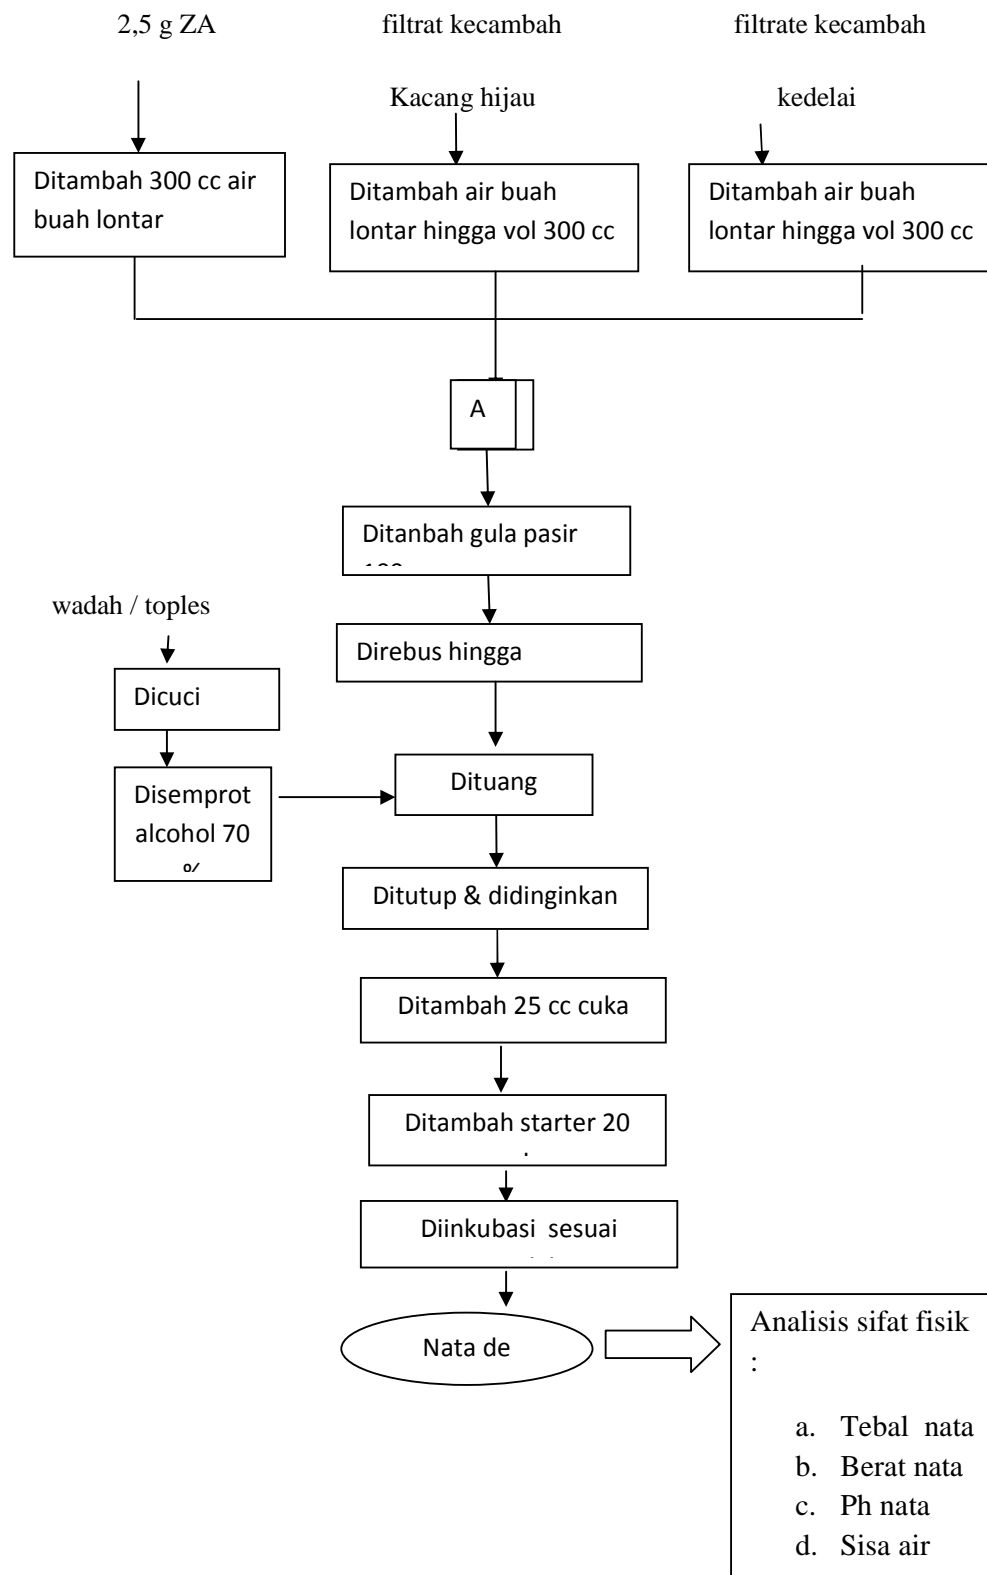 2,5 g ZA
filtrat kecambah
filtrate kecambah
Kacang hijau
kedelai
Ditambah 300 cc air
buah lontar
Ditambah air buah
lontar hingga vol 300 cc
Ditambah air buah
lontar hingga vol 300 cc
A
Ditanbah gula pasir
wadah / toples
Direbus hingga
Dicuci
Disemprot
alcohol 70
%
Dituang
Ditutup & didinginkan
Ditambah 25 cc cuka
Ditambah starter 20
Diinkubasi sesuai
Nata de
Analisis sifat fisik
:
a. Tebal nata
b. Berat nata
c. Ph nata
d. Sisa air